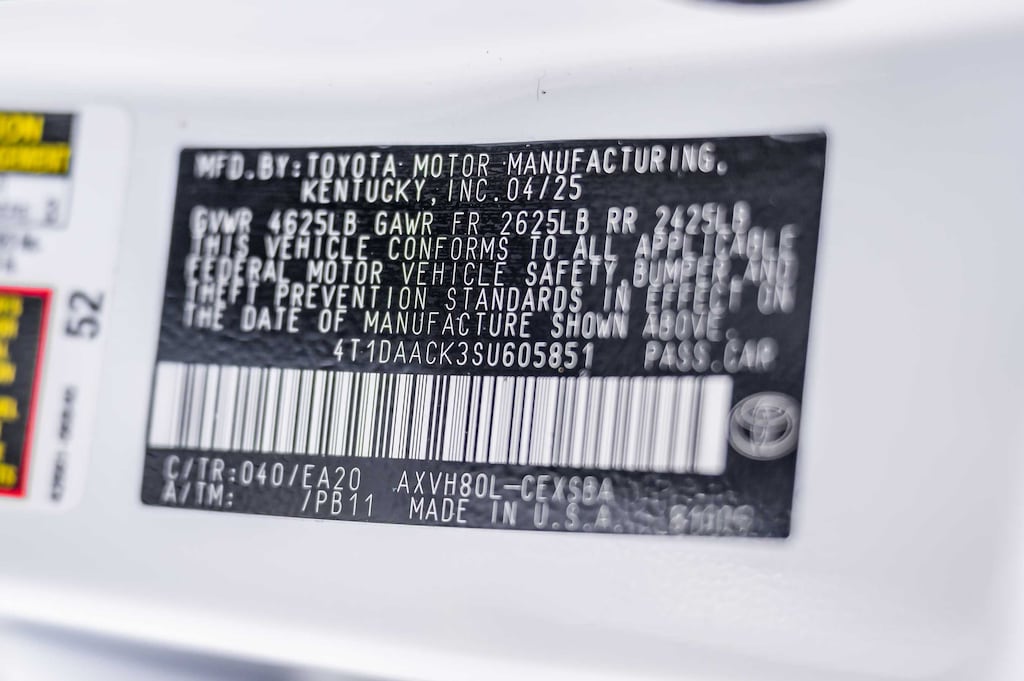 MFD.BY:TOYOTA MOTOR MANUFACTURING,
KENTUCKY, INC. 04/25
GVWR 4625LB GAWR FR 2625LB RR 2425LB
THIS VEHICLE CONFORMS TO ALL APPLICABLE
FEDERAL MOTOR VEHICLE SAFETY,BUMPER,AND
THEFT PREVENTION STANDARDS IN EFFECT ON
THE DATE OF MANUFACTURE SHOWN ABOVE.
4T1DAACK3SU605851 PASS.CAR
C/TR:040/EA20 AXVH80L-CEXSBA
A/TM: /PB11 MADE IN U.S.A.
52